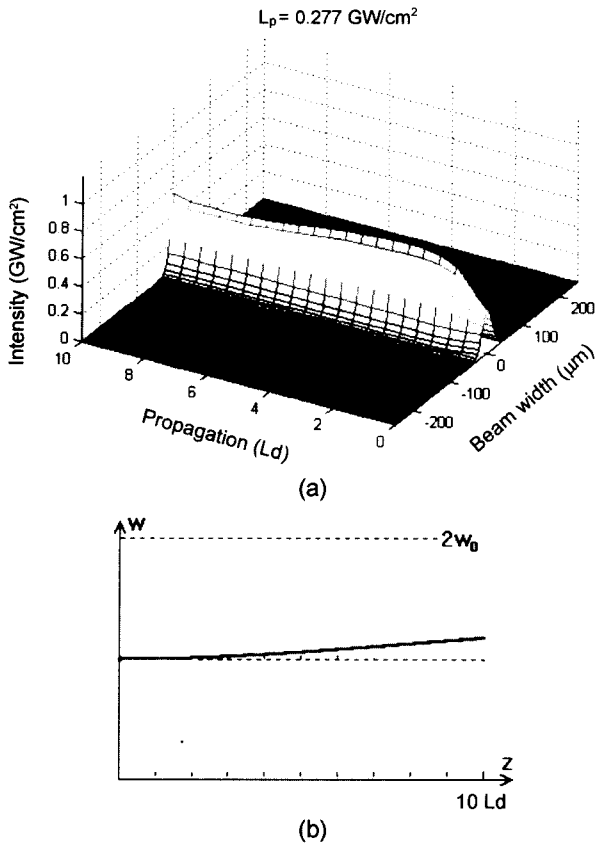 Lₚ = 0.277 GW/cm²
Intensity (GW/cm²)
1
0.8
0.6
0.4
0.2
0
10
8
6
4
2
0
Propagation (Ld)
200
100
0
-100
-200
Beam width (µm)
(a)
w
2w₀
z
10 Ld
(b)